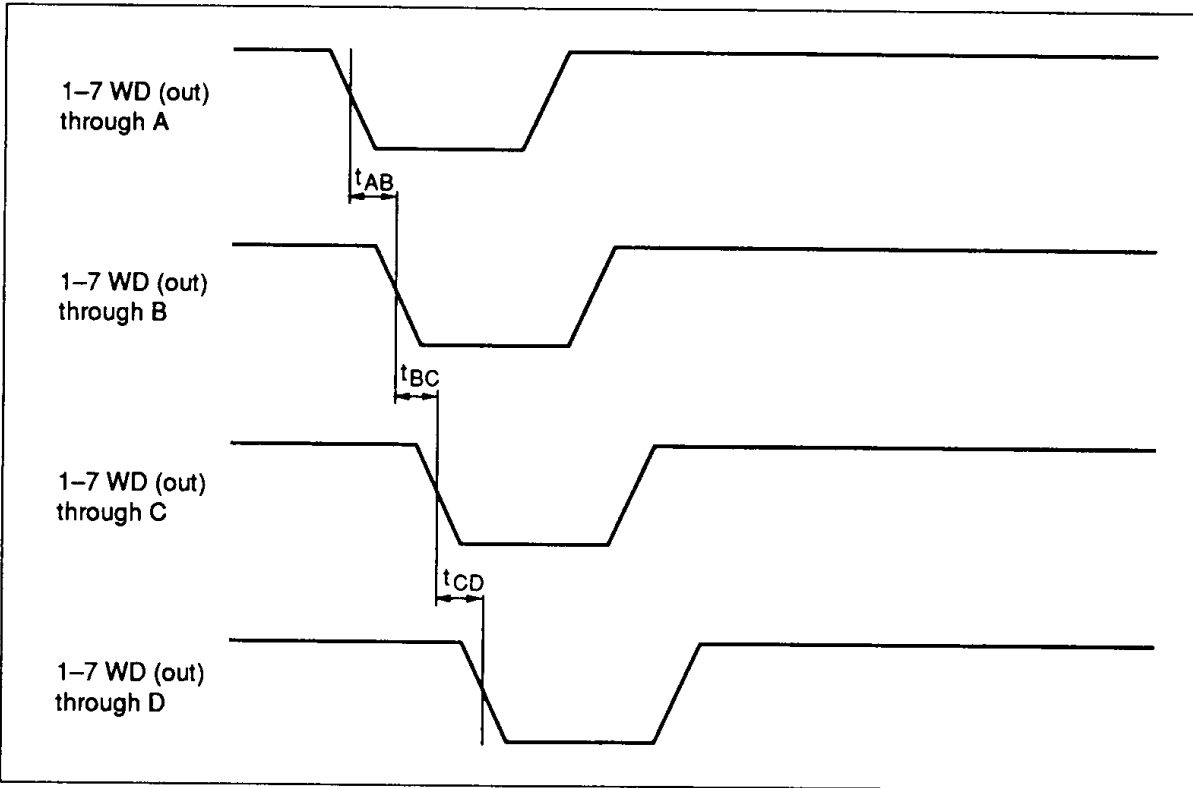 1–7 WD (out)
through A
tAB
1–7 WD (out)
through B
tBC
1–7 WD (out)
through C
tCD
1–7 WD (out)
through D